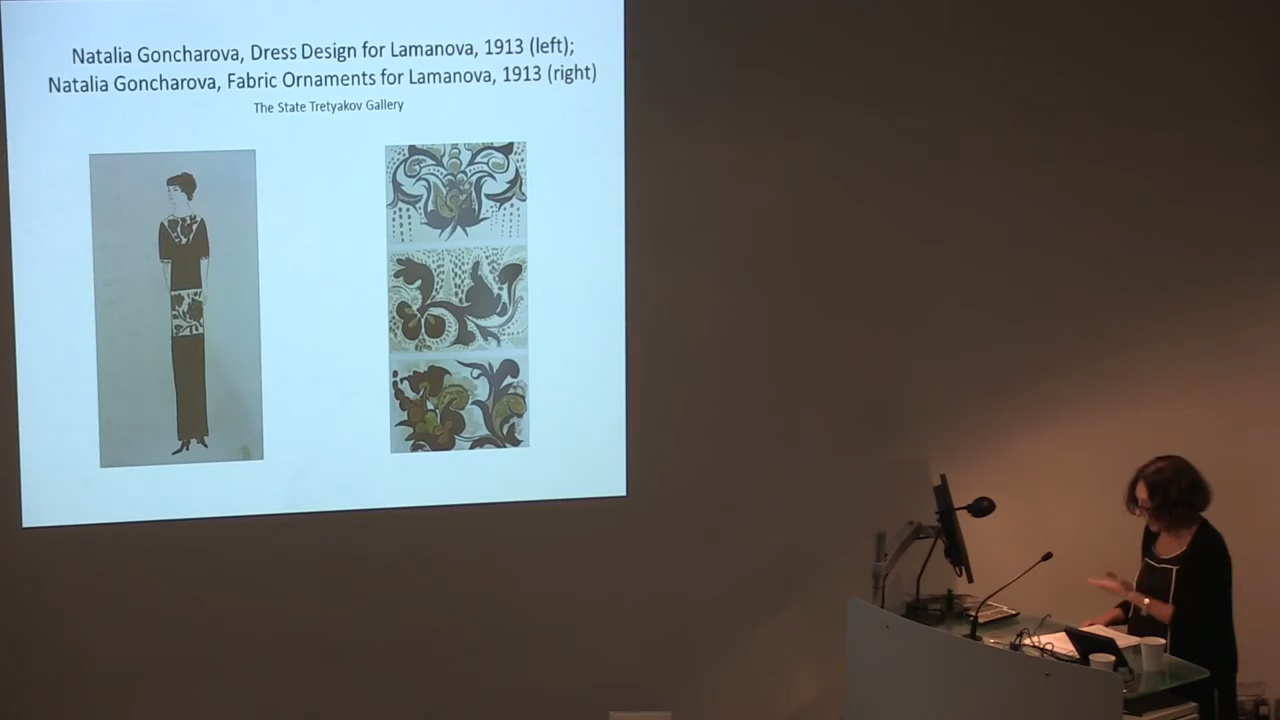 Natalia Goncharova, Dress Design for Lamanova, 1913 (left);
Natalia Goncharova, Fabric Ornaments for Lamanova, 1913 (right)
The State Tretyakov Gallery